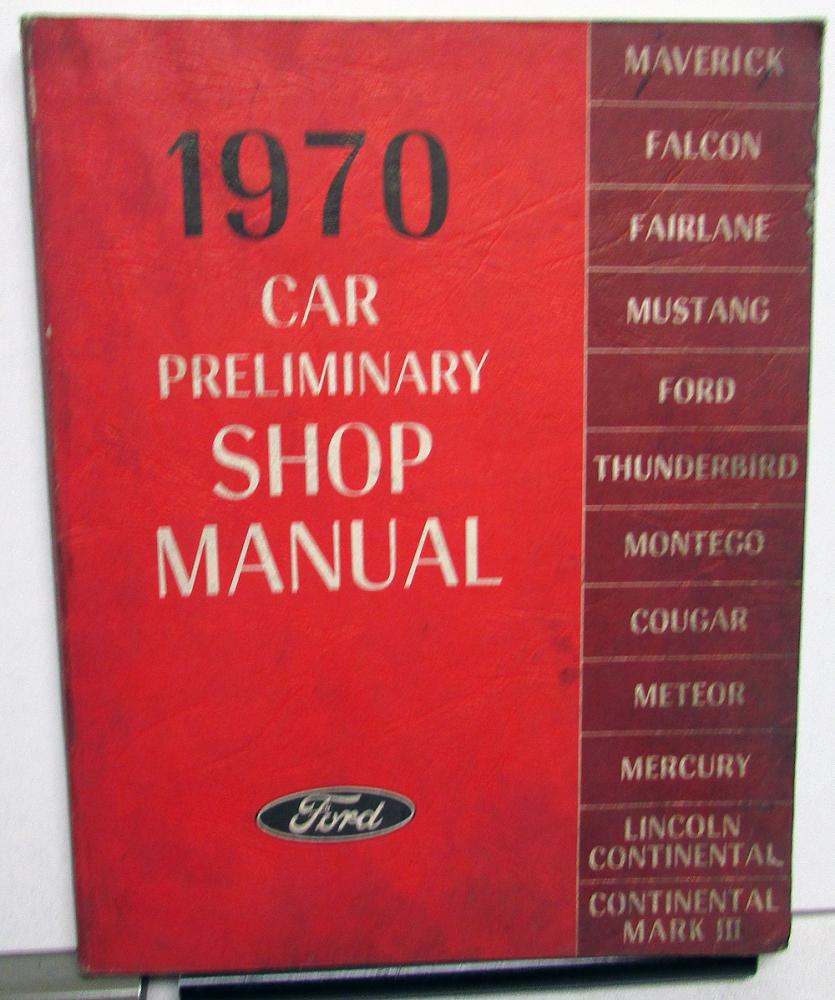 1970
CAR
PRELIMINARY
SHOP
MANUAL
Ford
MAVERICK
FALCON
FAIRLANE
MUSTANG
FORD
THUNDERBIRD
MONTEGO
COUGAR
METEOR
MERCURY
LINCOLN
CONTINENTAL
CONTINENTAL
MARK III